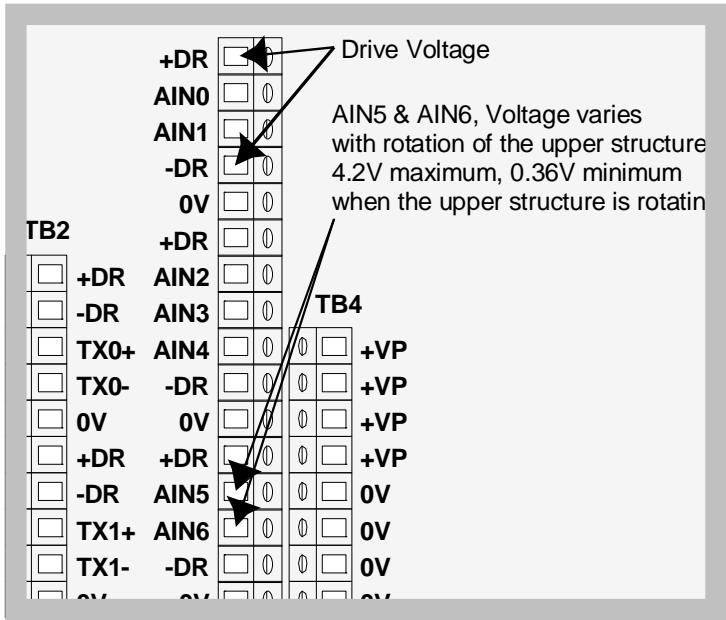 Drive Voltage
AIN5 & AIN6, Voltage varies
with rotation of the upper structure
4.2V maximum, 0.36V minimum
when the upper structure is rotatin
+DR
AIN0
AIN1
-DR
0V
+DR
AIN2
AIN3
AIN4
-DR
0V
+DR
AIN5
AIN6
-DR
0V
TB2
+DR
-DR
TX0+
TX0-
0V
+DR
-DR
TX1+
TX1-
0V
TB4
+VP
+VP
+VP
+VP
0V
0V
0V
0V